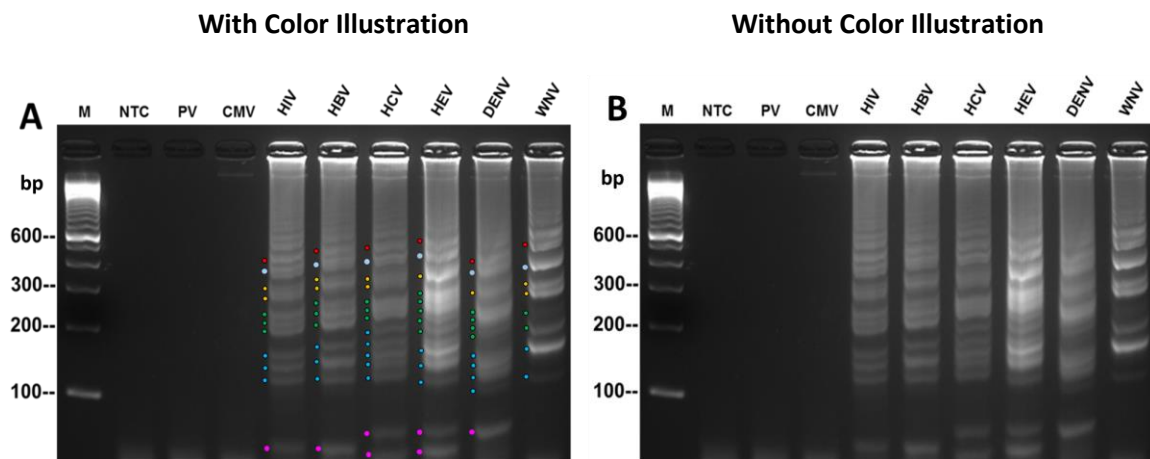 With Color Illustration
Without Color Illustration
A
M NTC PV CMV HIV HBV HCV HEV DENV WNV
bp
600--
300--
200--
100--
B
M NTC PV CMV HIV HBV HCV HEV DENV WNV
bp
600--
300--
200--
100--